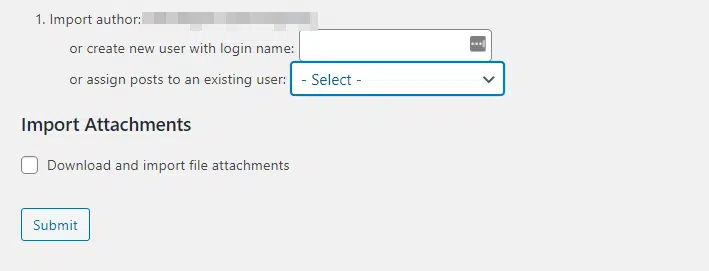 1. Import author:
or create new user with login name:
or assign posts to an existing user: - Select -
Import Attachments
Download and import file attachments
Submit